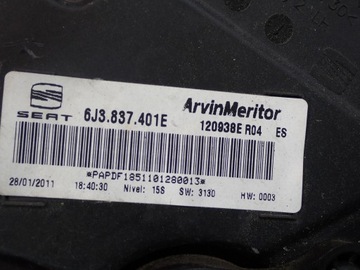 SEAT
6J3.837.401E
ArvinMeritor
120938E R04 ES
*PAPDF1851101280013*
28/01/2011 18:40:30 Nivel: 15S SW: 3130 HW: 0003